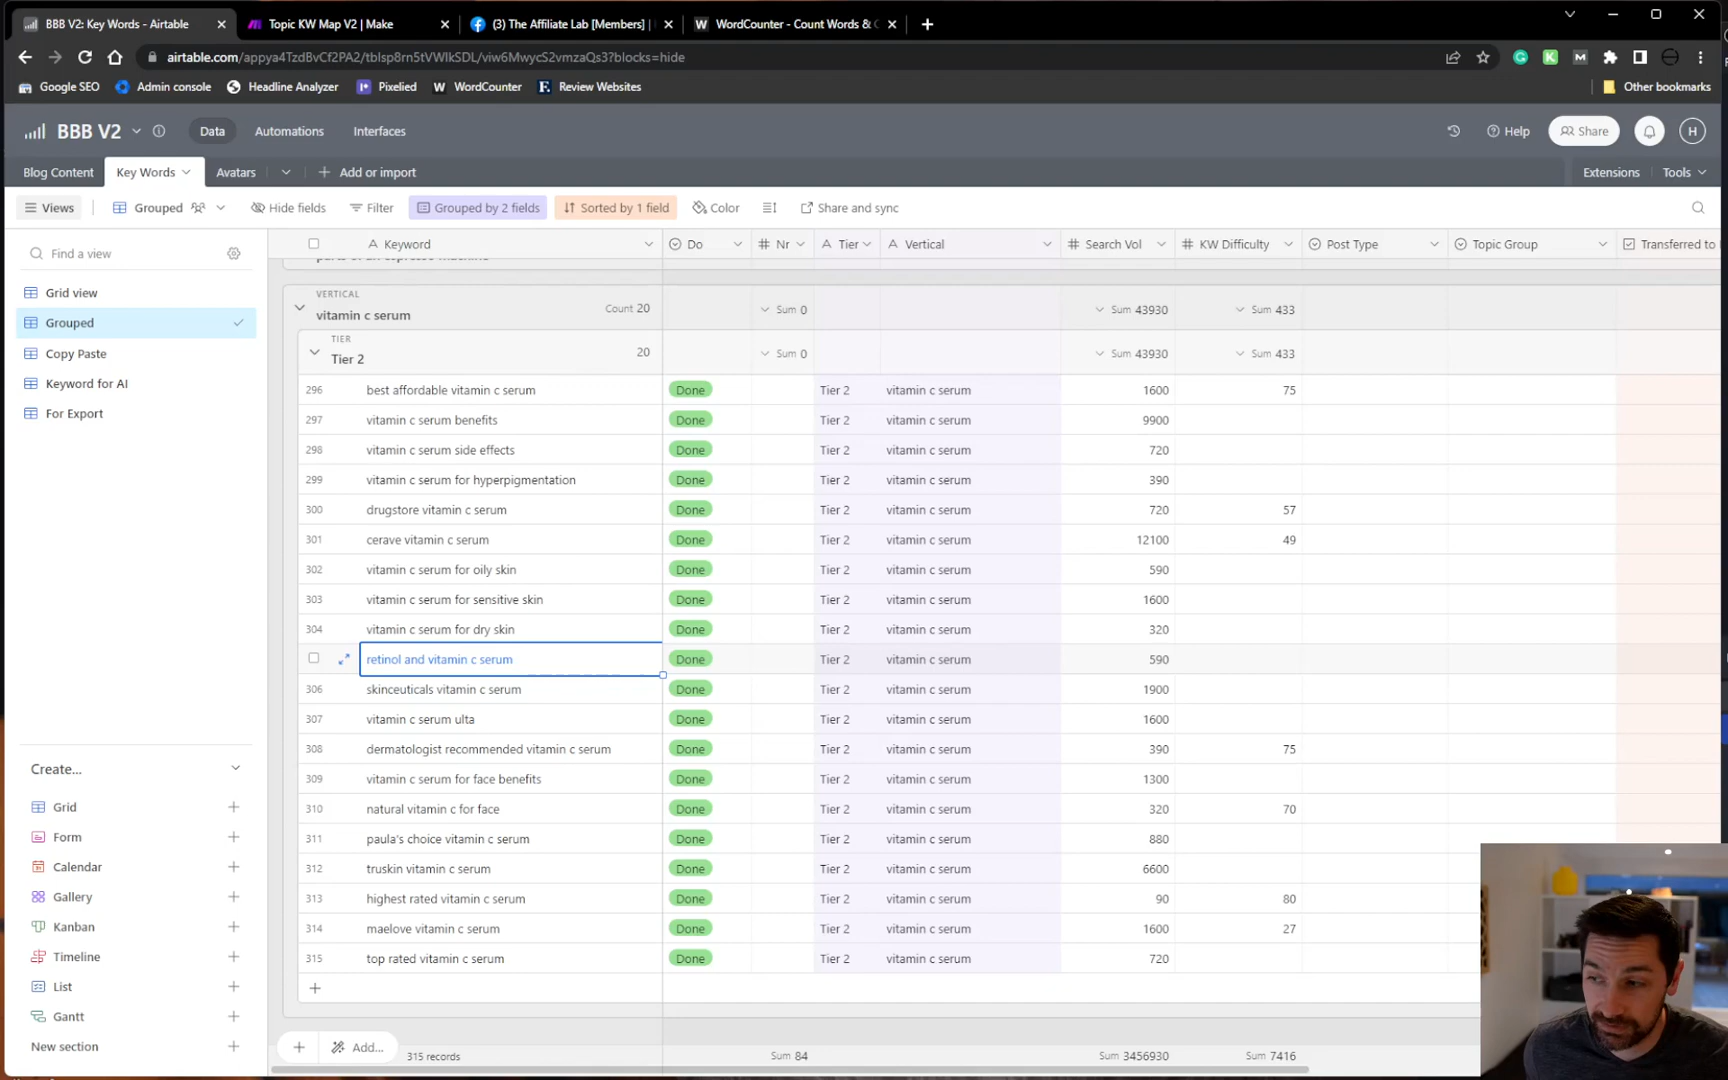 BBB V2: Key Words - Airtable
Topic KW Map V2 | Make
(3) The Affiliate Lab [Members] |
W WordCounter - Count Words & C
airtable.com/appya4TzdBvCf2PA2/tblsp8rn5tVWlkSDL/viw6MwycS2vmzaQs3?blocks=hide
Google SEO
Admin console
Headline Analyzer
Pixelied
W WordCounter
Review Websites
Other bookmarks
BBB V2
Data
Automations
Interfaces
Help
Share
H
Blog Content
Key Words
Avatars
Add or import
Extensions
Tools
Views
Grouped
Hide fields
Filter
Grouped by 2 fields
Sorted by 1 field
Color
Share and sync
Find a view
Grid view
Grouped
Copy Paste
Keyword for AI
For Export
Create...
Grid
Form
Calendar
Gallery
Kanban
Timeline
List
Gantt
New section
Keyword Do Nr Tier Vertical Search Vol KW Difficulty Post Type Topic Group Transferred to
parts of an espresso machine
VERTICAL
vitamin c serum Count 20 Sum 0 Sum 43930 Sum 433
TIER
Tier 2 20 Sum 0 Sum 43930 Sum 433
296 best affordable vitamin c serum Done Tier 2 vitamin c serum 1600 75
297 vitamin c serum benefits Done Tier 2 vitamin c serum 9900
298 vitamin c serum side effects Done Tier 2 vitamin c serum 720
299 vitamin c serum for hyperpigmentation Done Tier 2 vitamin c serum 390
300 drugstore vitamin c serum Done Tier 2 vitamin c serum 720 57
301 cerave vitamin c serum Done Tier 2 vitamin c serum 12100 49
302 vitamin c serum for oily skin Done Tier 2 vitamin c serum 590
303 vitamin c serum for sensitive skin Done Tier 2 vitamin c serum 1600
304 vitamin c serum for dry skin Done Tier 2 vitamin c serum 320
retinol and vitamin c serum Done Tier 2 vitamin c serum 590
306 skinceuticals vitamin c serum Done Tier 2 vitamin c serum 1900
307 vitamin c serum ulta Done Tier 2 vitamin c serum 1600
308 dermatologist recommended vitamin c serum Done Tier 2 vitamin c serum 390 75
309 vitamin c serum for face benefits Done Tier 2 vitamin c serum 1300
310 natural vitamin c for face Done Tier 2 vitamin c serum 320 70
311 paula's choice vitamin c serum Done Tier 2 vitamin c serum 880
312 truskin vitamin c serum Done Tier 2 vitamin c serum 6600
313 highest rated vitamin c serum Done Tier 2 vitamin c serum 90 80
314 maelove vitamin c serum Done Tier 2 vitamin c serum 1600 27
315 top rated vitamin c serum Done Tier 2 vitamin c serum 720
Add...
315 records Sum 84 Sum 3456930 Sum 7416